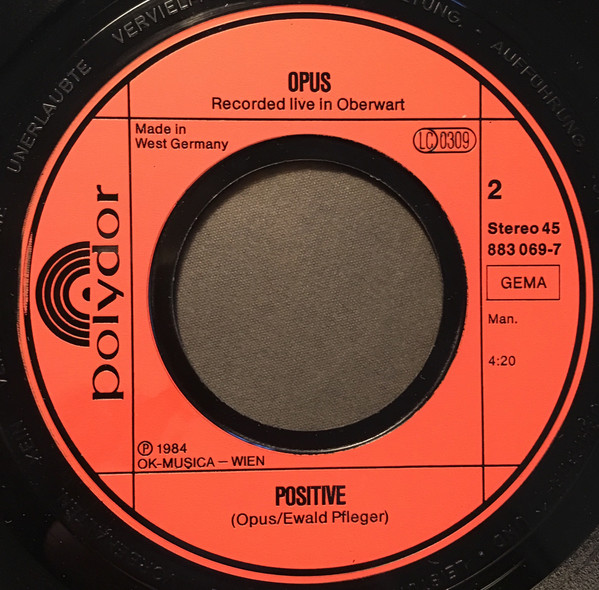 UNERLAUBTE
AUFFÜHRUNG,
OPUS
Recorded live in Oberwart
Made in
West Germany
LC 0309
polydor
2
Stereo 45
883 069-7
GEMA
Man.
4:20
Ⓟ 1984
OK-MUSICA – WIEN
POSITIVE
(Opus/Ewald Pfleger)